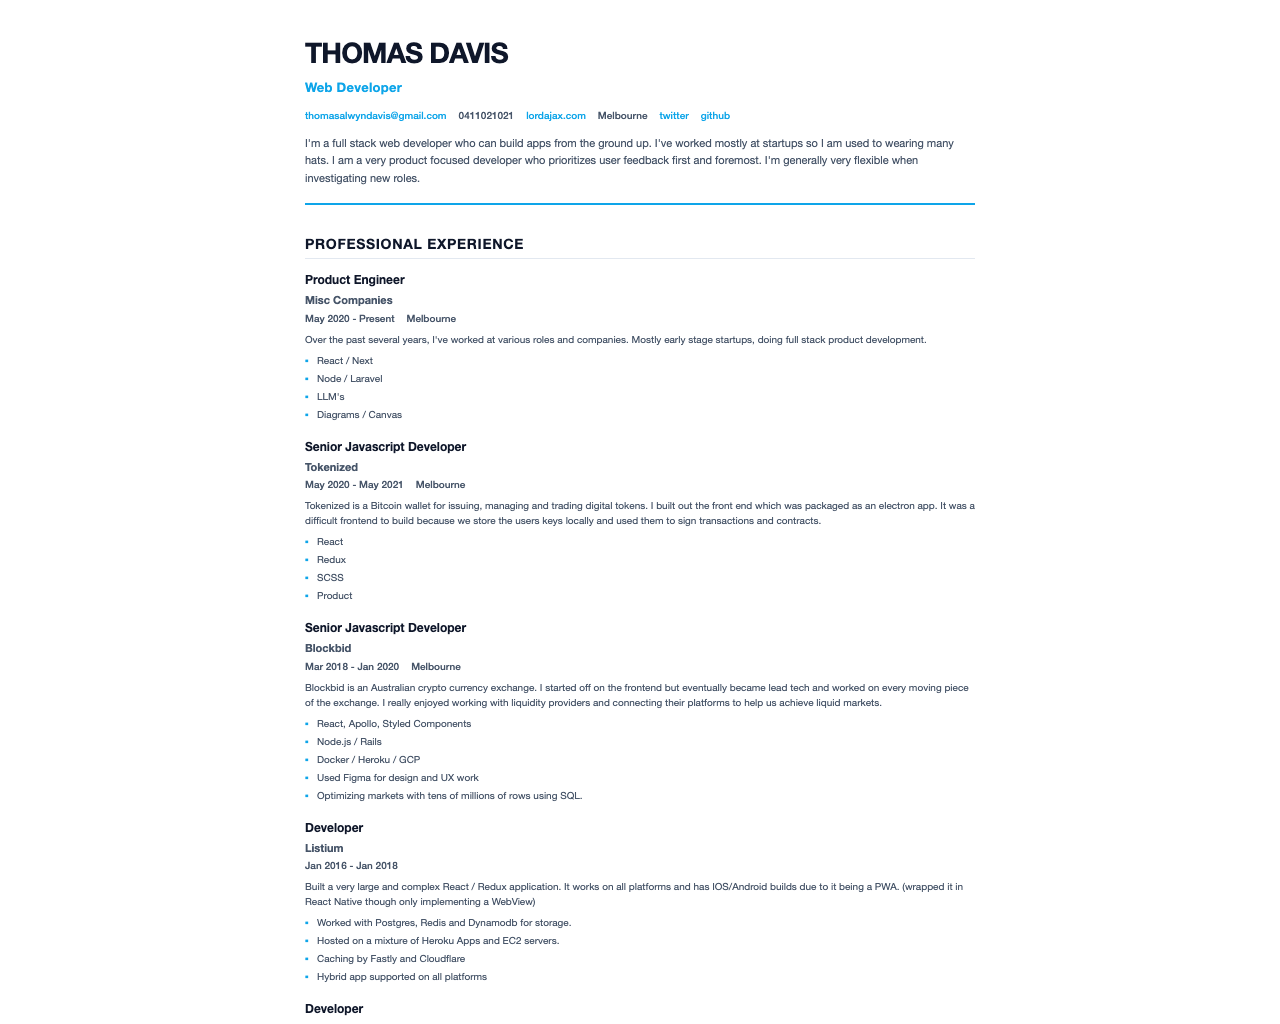 THOMAS DAVIS
Web Developer
thomasalwyndavis@gmail.com 0411021021 lordajax.com Melbourne twitter github
I'm a full stack web developer who can build apps from the ground up. I've worked mostly at startups so I am used to wearing many
hats. I am a very product focused developer who prioritizes user feedback first and foremost. I'm generally very flexible when
investigating new roles.
PROFESSIONAL EXPERIENCE
Product Engineer
Misc Companies
May 2020 - Present Melbourne
Over the past several years, I've worked at various roles and companies. Mostly early stage startups, doing full stack product development.
▪ React / Next
▪ Node / Laravel
▪ LLM's
▪ Diagrams / Canvas
Senior Javascript Developer
Tokenized
May 2020 - May 2021 Melbourne
Tokenized is a Bitcoin wallet for issuing, managing and trading digital tokens. I built out the front end which was packaged as an electron app. It was a
difficult frontend to build because we store the users keys locally and used them to sign transactions and contracts.
▪ React
▪ Redux
▪ SCSS
▪ Product
Senior Javascript Developer
Blockbid
Mar 2018 - Jan 2020 Melbourne
Blockbid is an Australian crypto currency exchange. I started off on the frontend but eventually became lead tech and worked on every moving piece
of the exchange. I really enjoyed working with liquidity providers and connecting their platforms to help us achieve liquid markets.
▪ React, Apollo, Styled Components
▪ Node.js / Rails
▪ Docker / Heroku / GCP
▪ Used Figma for design and UX work
▪ Optimizing markets with tens of millions of rows using SQL.
Developer
Listium
Jan 2016 - Jan 2018
Built a very large and complex React / Redux application. It works on all platforms and has IOS/Android builds due to it being a PWA. (wrapped it in
React Native though only implementing a WebView)
▪ Worked with Postgres, Redis and Dynamodb for storage.
▪ Hosted on a mixture of Heroku Apps and EC2 servers.
▪ Caching by Fastly and Cloudflare
▪ Hybrid app supported on all platforms
Developer